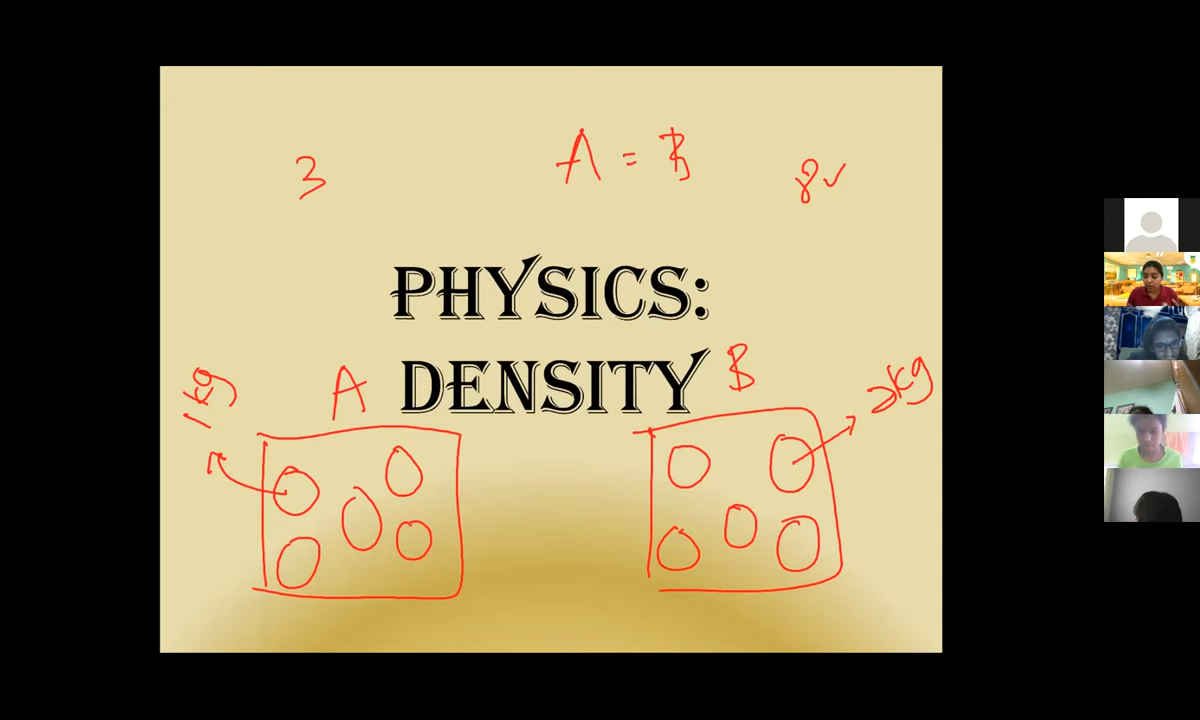 3 A = B 8✓
PHYSICS:
DENSITY
1kg A B 2kg